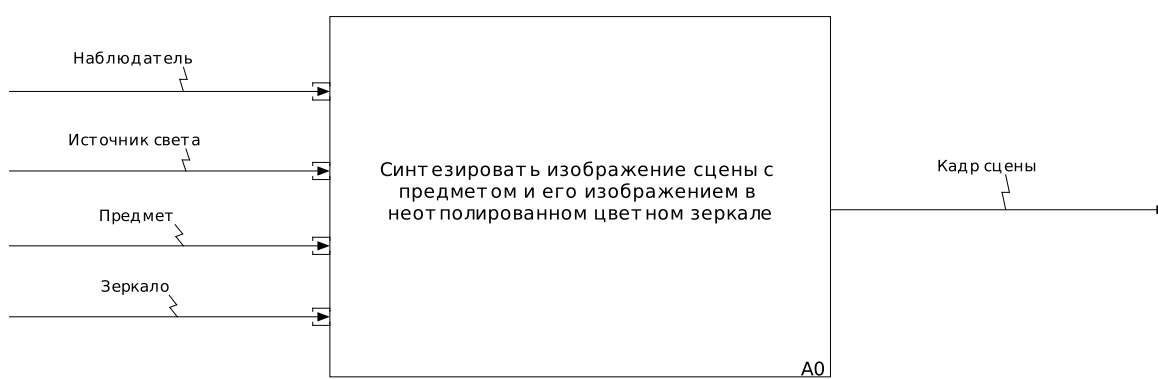 Наблюдатель
Источник света
Предмет
Зеркало
Синтезировать изображение сцены с
предметом и его изображением в
неотполированном цветном зеркале
Кадр сцены
A0